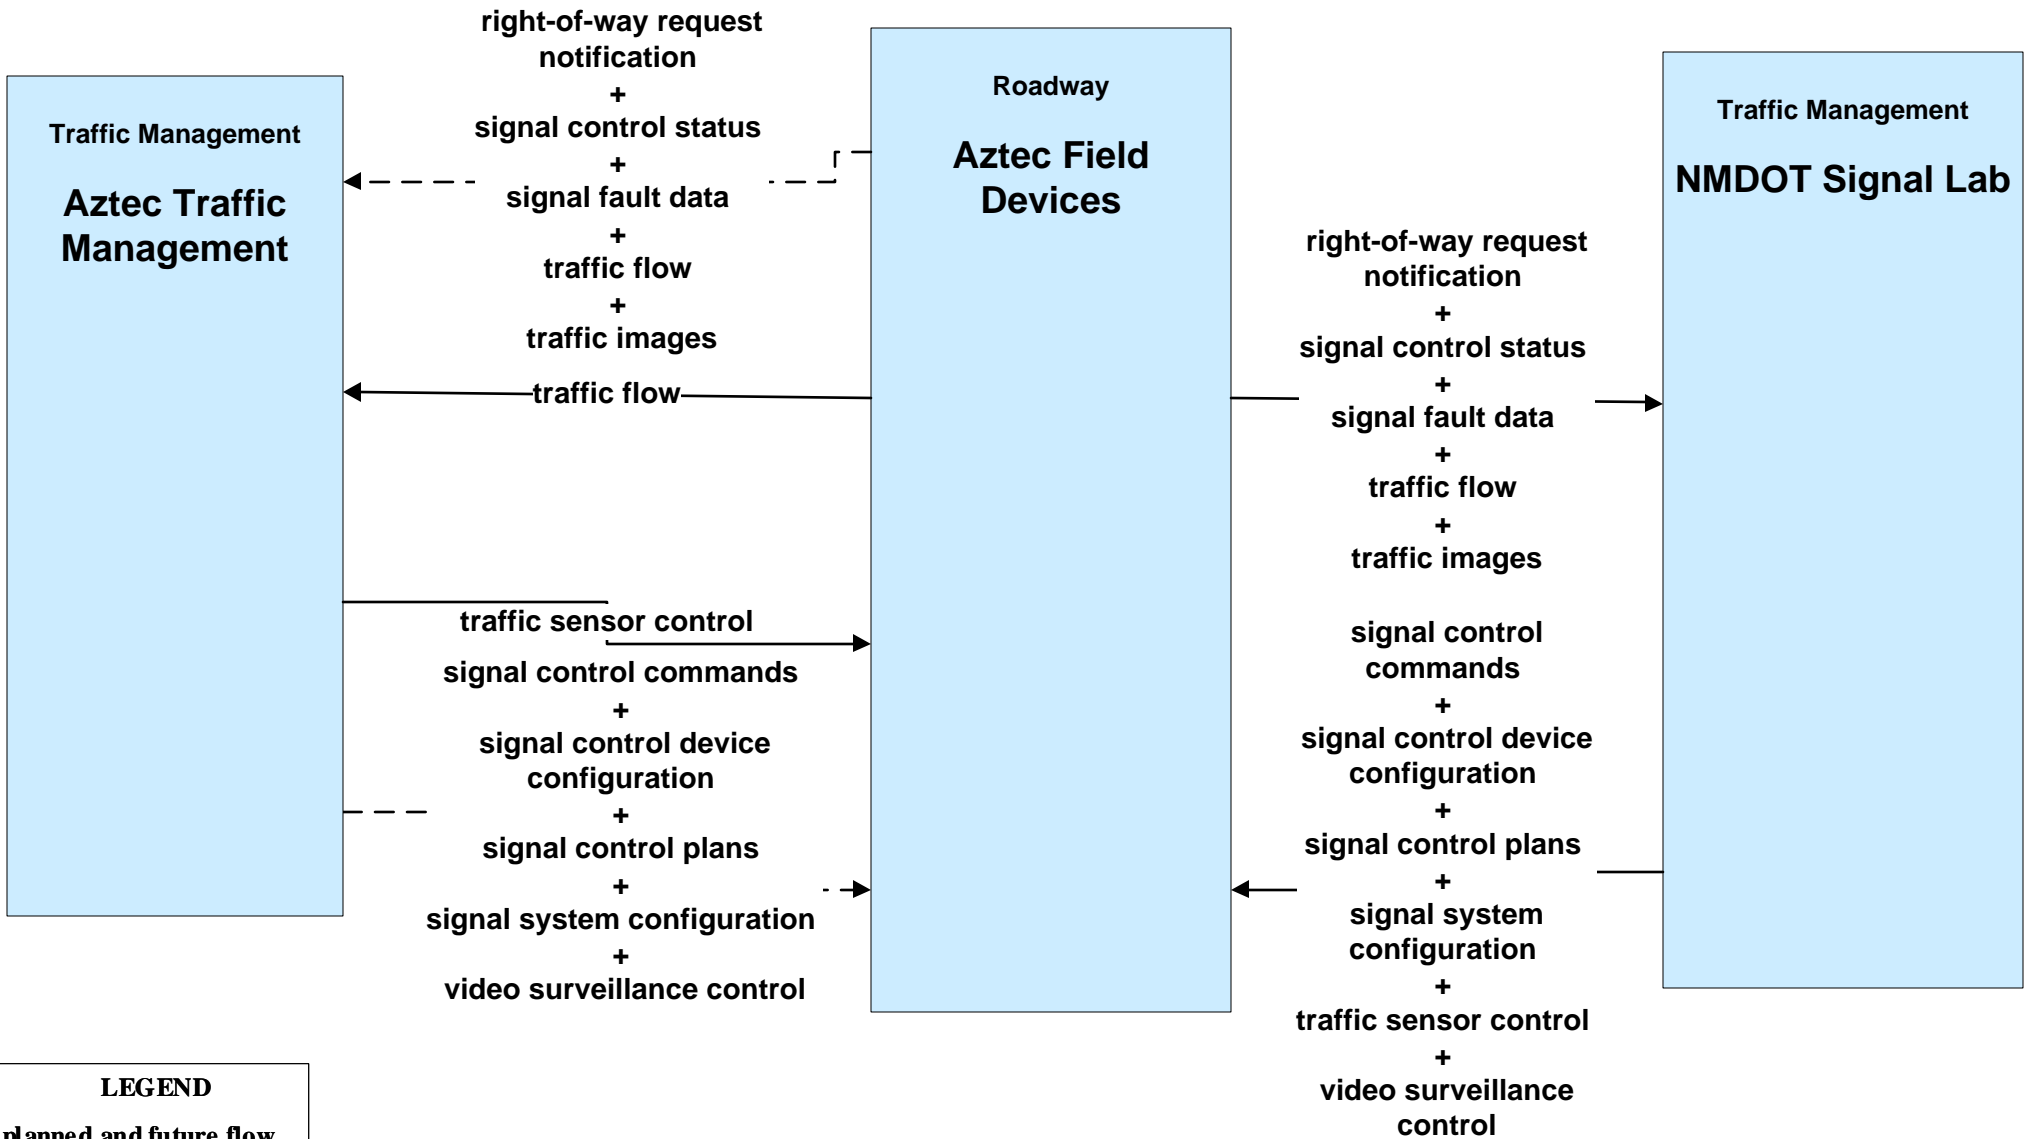 Traffic Management
Aztec Traffic
Management
right-of-way request
notification
+
signal control status
+
signal fault data
+
traffic flow
+
traffic images
traffic flow
traffic sensor control
signal control commands
+
signal control device
configuration
+
signal control plans
+
signal system configuration
+
video surveillance control
Roadway
Aztec Field
Devices
right-of-way request
notification
+
signal control status
+
signal fault data
+
traffic flow
+
traffic images
signal control
commands
+
signal control device
configuration
+
signal control plans
+
signal system
configuration
+
traffic sensor control
+
video surveillance
control
Traffic Management
NMDOT Signal Lab
LEGEND
planned and future flow